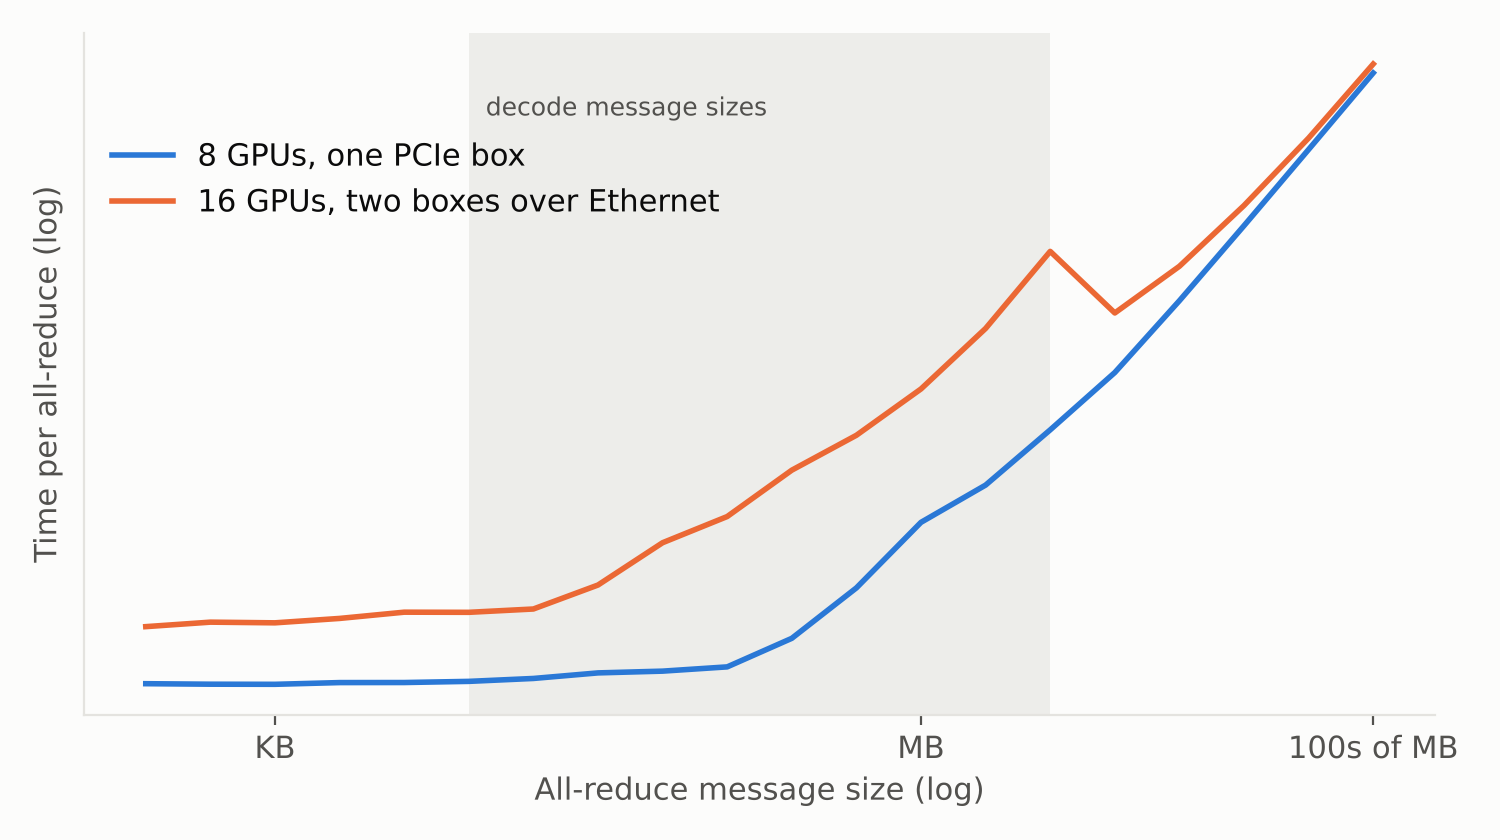 decode message sizes
8 GPUs, one PCIe box
16 GPUs, two boxes over Ethernet
Time per all-reduce (log)
KB
MB
100s of MB
All-reduce message size (log)